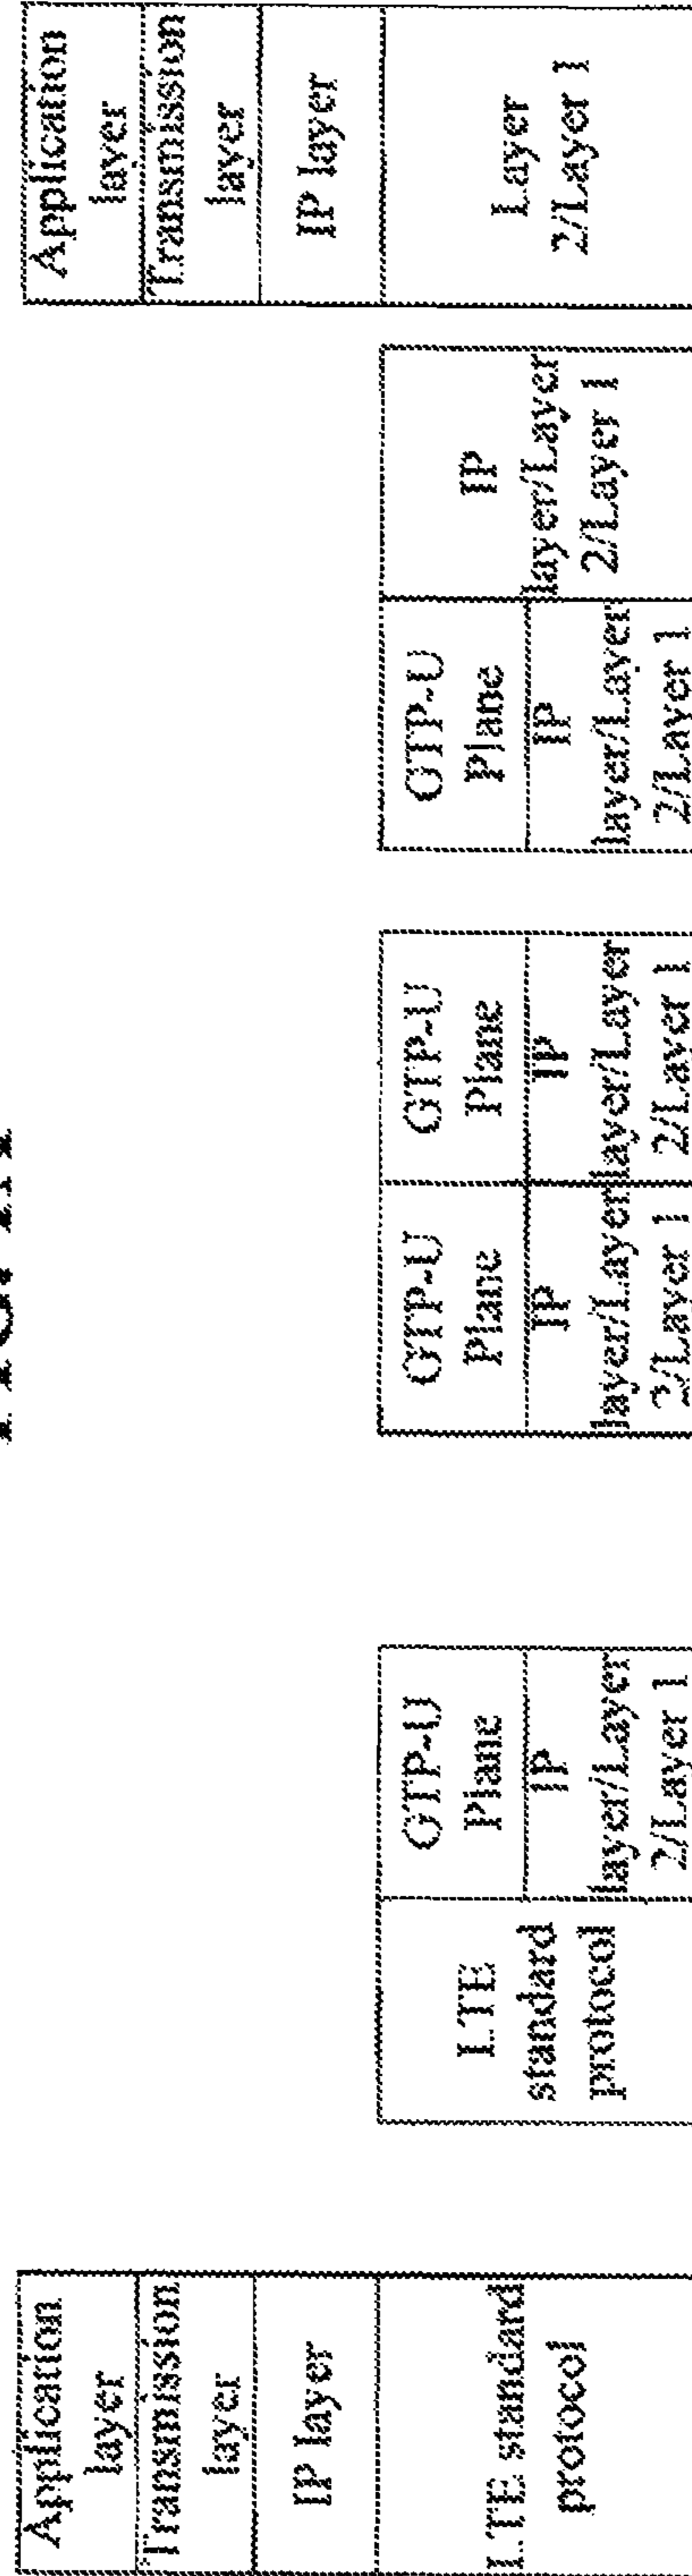 Application
layer
Transmission
layer
IP layer
LTE standard
protocol
LTE
standard
protocol
GTP-U
Plane
IP
layer/Layer
2/Layer 1
GTP-U
Plane
IP
layer/Layer
2/Layer 1
GTP-U
Plane
IP
layer/Layer
2/Layer 1
GTP-U
Plane
IP
layer/Layer
2/Layer 1
IP
layer/Layer
2/Layer 1
Application
layer
Transmission
layer
IP layer
Layer
2/Layer 1